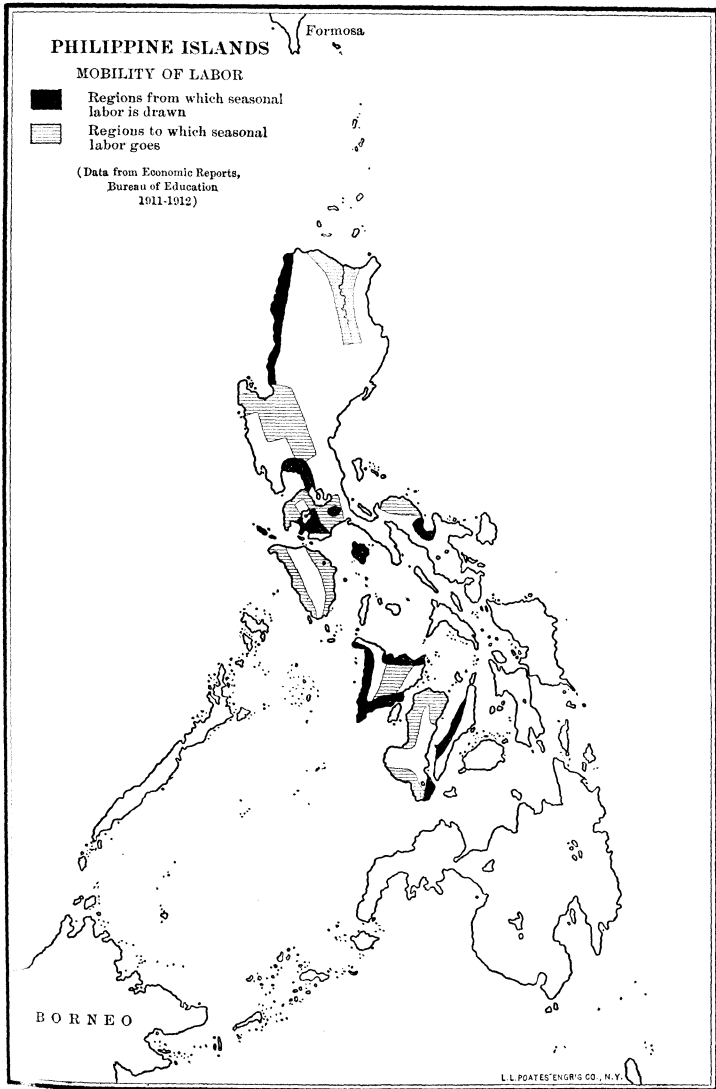 Formosa
PHILIPPINE ISLANDS
MOBILITY OF LABOR
Regions from which seasonal
labor is drawn
Regions to which seasonal
labor goes
(Data from Economic Reports,
Bureau of Education
1911-1912)
BORNEO
L.L.POATES ENGR'G CO., N.Y.